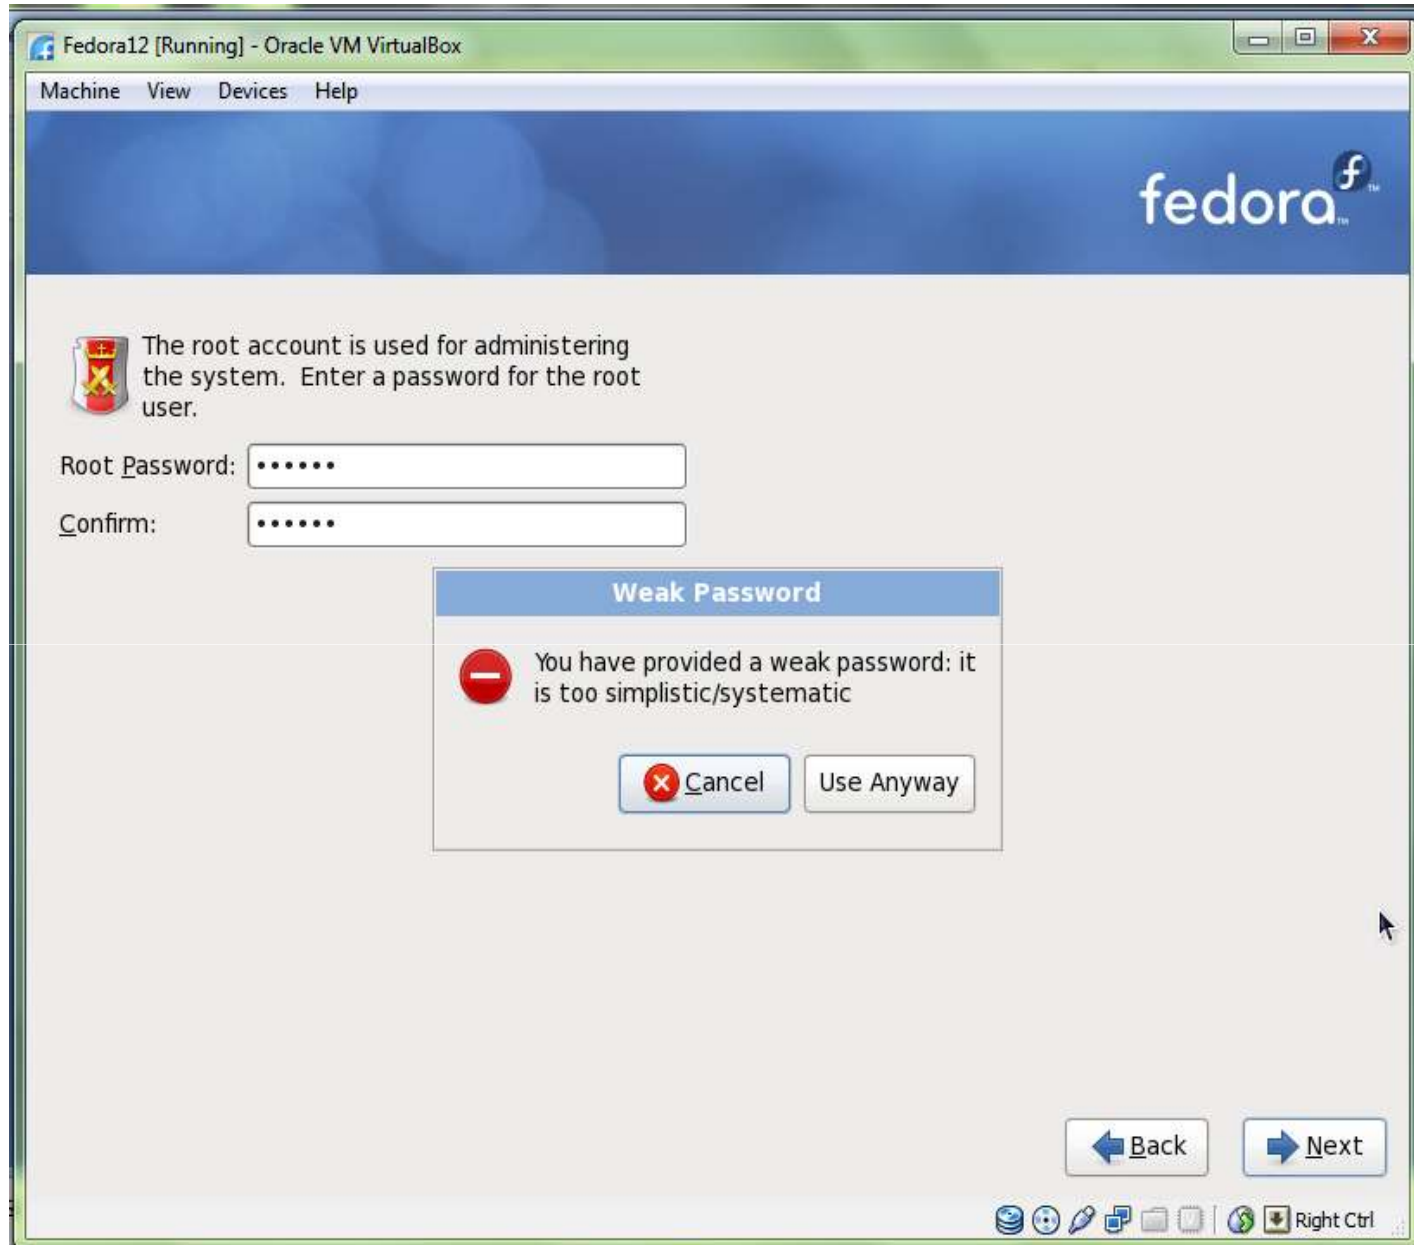 Fedora12 [Running] - Oracle VM VirtualBox
Machine View Devices Help
fedora
The root account is used for administering
the system. Enter a password for the root
user.
Root Password: ••••••
Confirm: ••••••
Weak Password
You have provided a weak password: it
is too simplistic/systematic
Cancel Use Anyway
Back Next
Right Ctrl